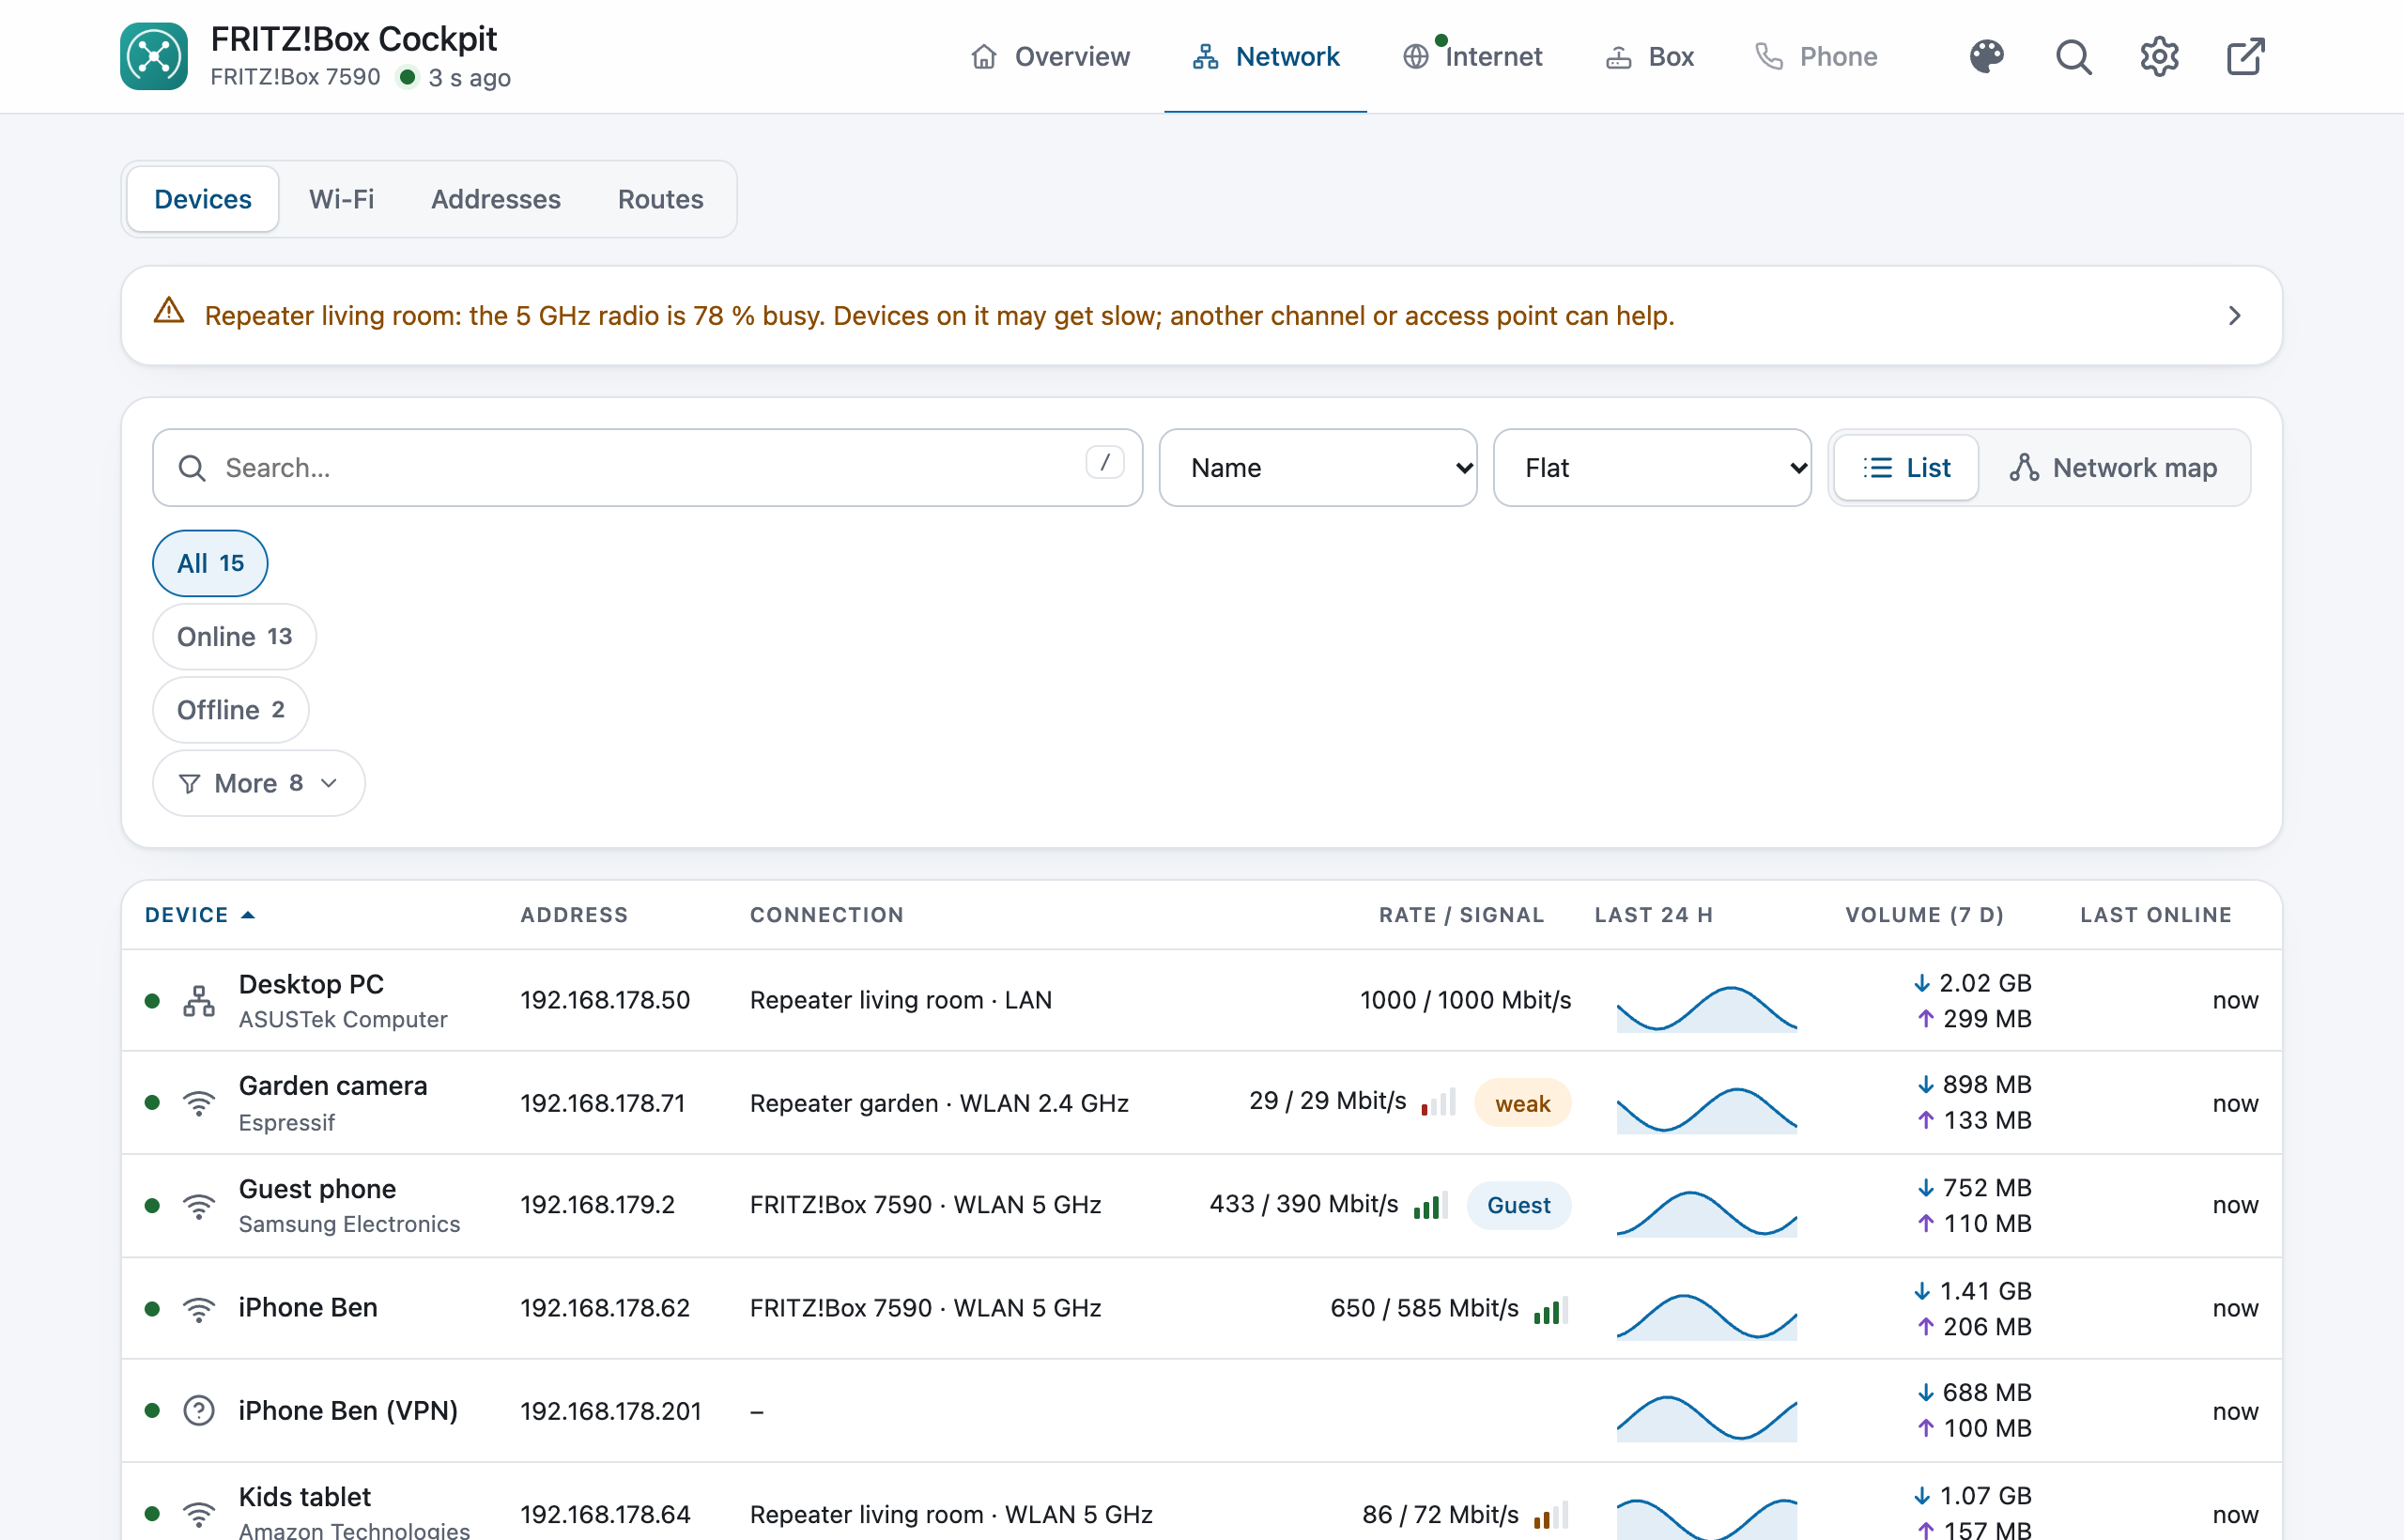 FRITZ!Box Cockpit
FRITZ!Box 7590 3 s ago
Overview Network Internet Box Phone
Devices Wi-Fi Addresses Routes
Repeater living room: the 5 GHz radio is 78 % busy. Devices on it may get slow; another channel or access point can help.
Search... / Name Flat List Network map
All 15
Online 13
Offline 2
More 8
DEVICE ADDRESS CONNECTION RATE / SIGNAL LAST 24 H VOLUME (7 D) LAST ONLINE
Desktop PC 192.168.178.50 Repeater living room · LAN 1000 / 1000 Mbit/s ↓ 2.02 GB now
ASUSTek Computer ↑ 299 MB
Garden camera 192.168.178.71 Repeater garden · WLAN 2.4 GHz 29 / 29 Mbit/s weak ↓ 898 MB now
Espressif ↑ 133 MB
Guest phone 192.168.179.2 FRITZ!Box 7590 · WLAN 5 GHz 433 / 390 Mbit/s Guest ↓ 752 MB now
Samsung Electronics ↑ 110 MB
iPhone Ben 192.168.178.62 FRITZ!Box 7590 · WLAN 5 GHz 650 / 585 Mbit/s ↓ 1.41 GB now
↑ 206 MB
iPhone Ben (VPN) 192.168.178.201 – ↓ 688 MB now
↑ 100 MB
Kids tablet 192.168.178.64 Repeater living room · WLAN 5 GHz 86 / 72 Mbit/s ↓ 1.07 GB now
Amazon Technologies ↑ 157 MB